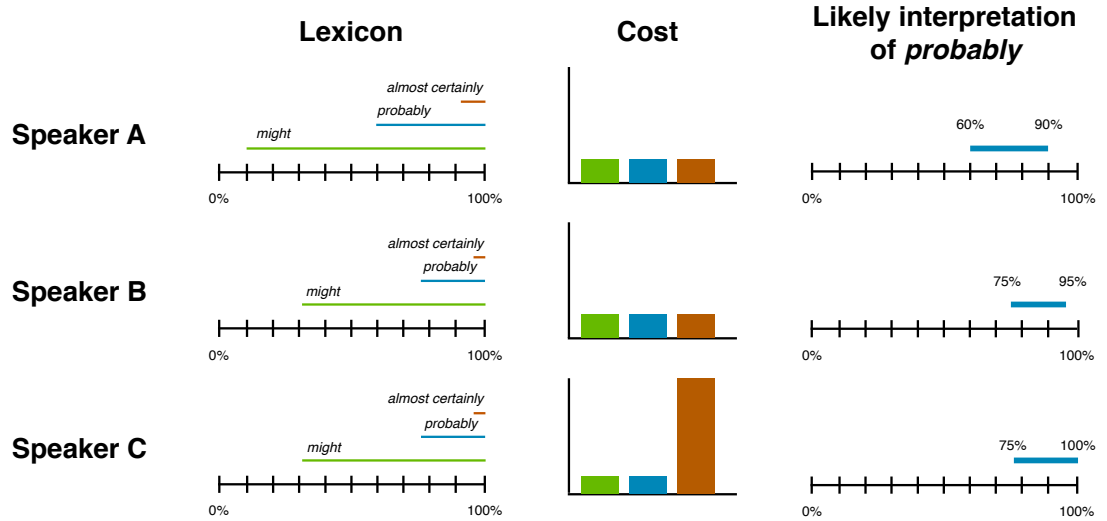 Lexicon
Cost
Likely interpretation
of probably
Speaker A
almost certainly
probably
might
0%
100%
60%
90%
0%
100%
Speaker B
almost certainly
probably
might
0%
100%
75%
95%
0%
100%
Speaker C
almost certainly
probably
might
0%
100%
75%
100%
0%
100%